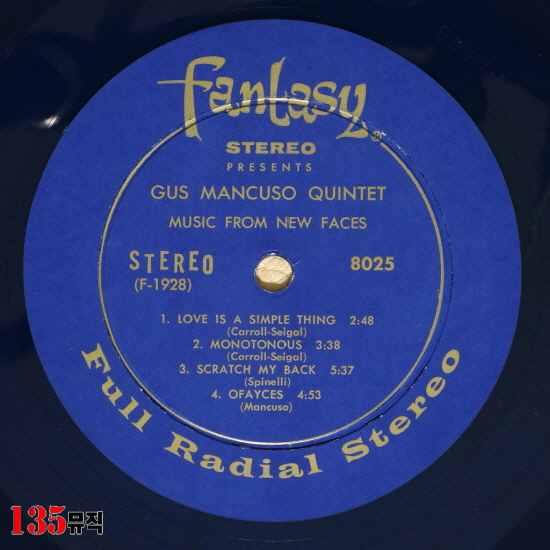 Fantasy®
STEREO
PRESENTS
GUS MANCUSO QUINTET
MUSIC FROM NEW FACES
STEREO 8025
(F-1928)
1. LOVE IS A SIMPLE THING 2:48
(Carroll-Seigal)
2. MONOTONOUS 3:38
(Carroll-Seigal)
3. SCRATCH MY BACK 5:37
(Spinelli)
4. OFAYCES 4:53
(Mancuso)
Full Radial Stereo
135뮤직